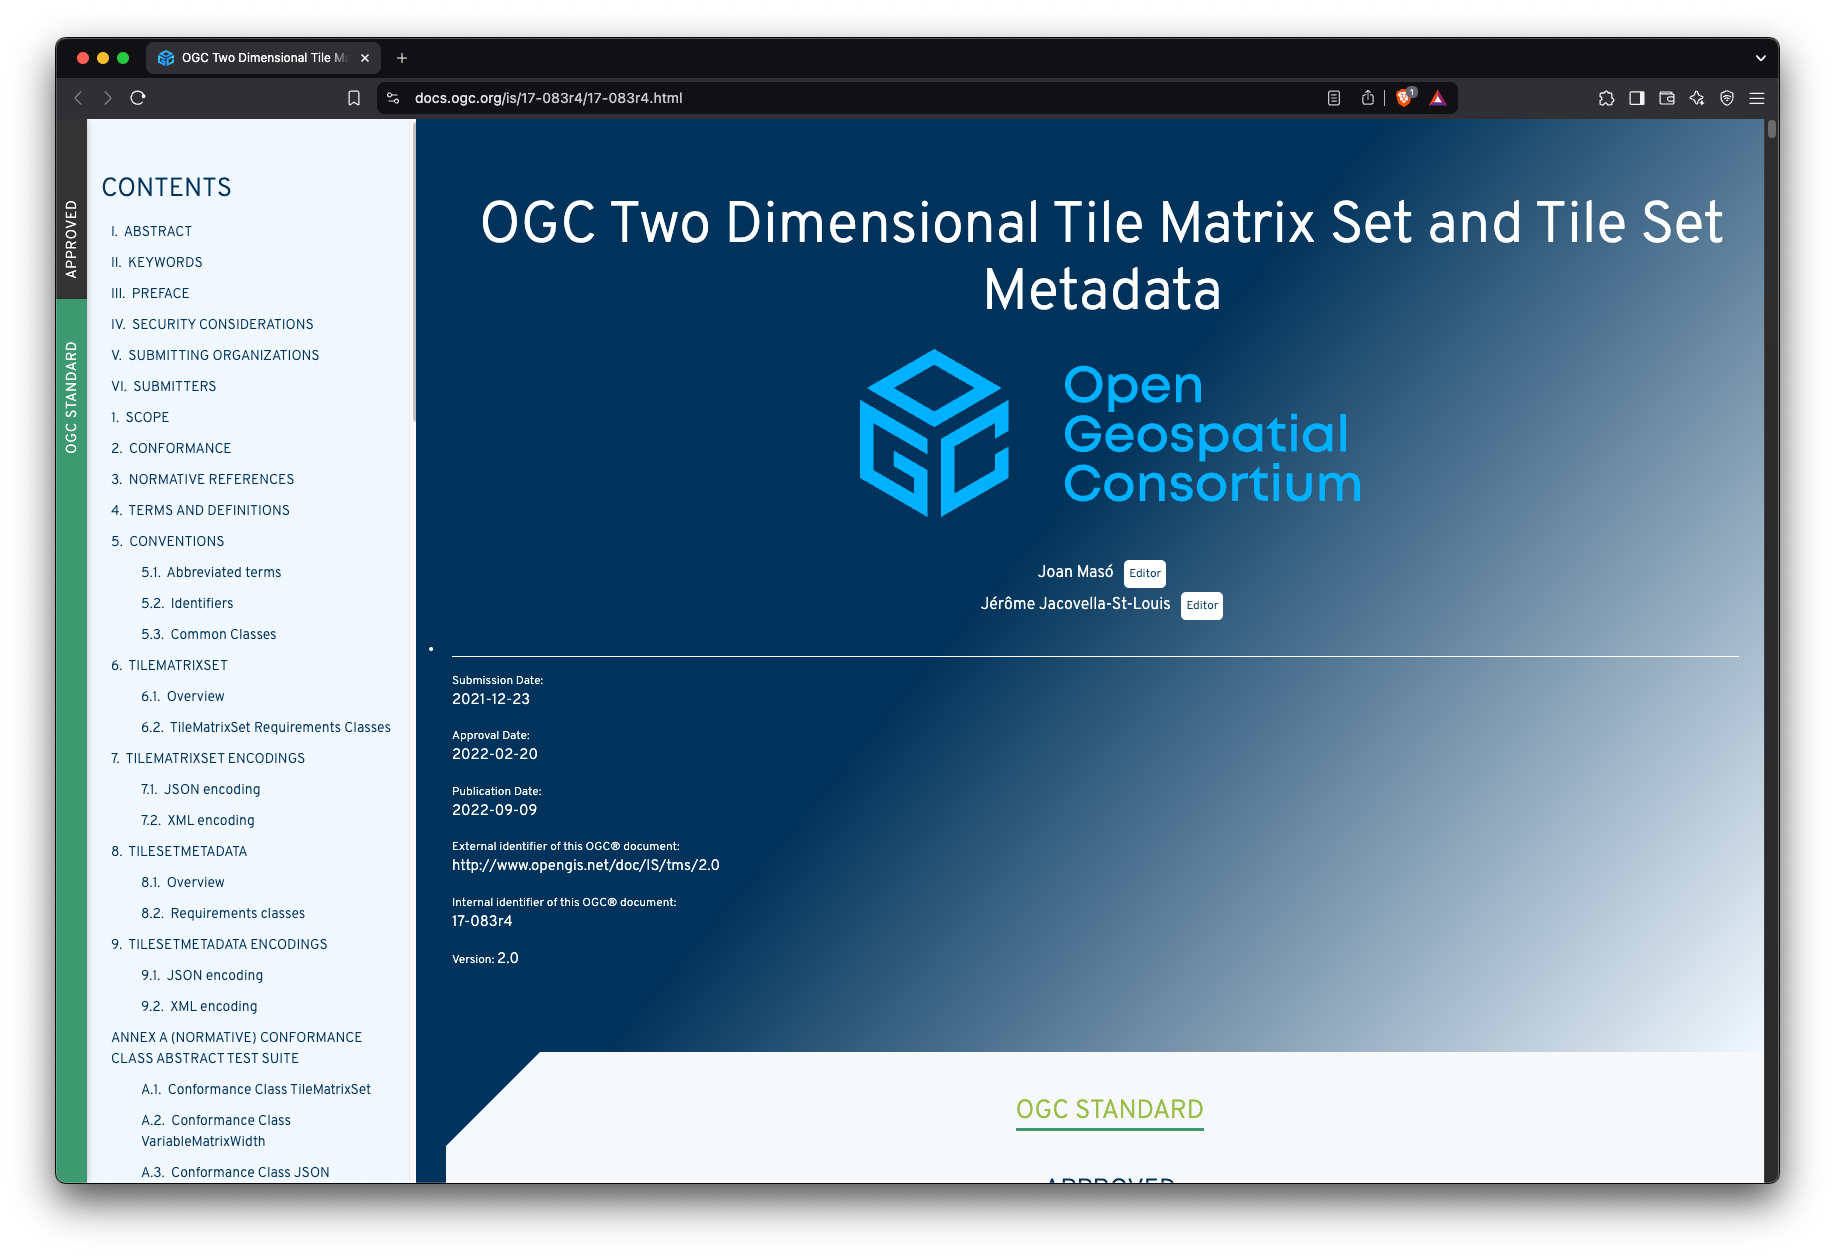 OGC Two Dimensional Tile Ma
docs.ogc.org/is/17-083r4/17-083r4.html
1
APPROVED
OGC STANDARD
CONTENTS
I. ABSTRACT
II. KEYWORDS
III. PREFACE
IV. SECURITY CONSIDERATIONS
V. SUBMITTING ORGANIZATIONS
VI. SUBMITTERS
1. SCOPE
2. CONFORMANCE
3. NORMATIVE REFERENCES
4. TERMS AND DEFINITIONS
5. CONVENTIONS
5.1. Abbreviated terms
5.2. Identifiers
5.3. Common Classes
6. TILEMATRIXSET
6.1. Overview
6.2. TileMatrixSet Requirements Classes
7. TILEMATRIXSET ENCODINGS
7.1. JSON encoding
7.2. XML encoding
8. TILESETMETADATA
8.1. Overview
8.2. Requirements classes
9. TILESETMETADATA ENCODINGS
9.1. JSON encoding
9.2. XML encoding
ANNEX A (NORMATIVE) CONFORMANCE
CLASS ABSTRACT TEST SUITE
A.1. Conformance Class TileMatrixSet
A.2. Conformance Class
VariableMatrixWidth
A.3. Conformance Class JSON
OGC Two Dimensional Tile Matrix Set and Tile Set
Metadata
OGC
Open
Geospatial
Consortium
Joan Masó Editor
Jérôme Jacovella-St-Louis Editor
Submission Date:
2021-12-23
Approval Date:
2022-02-20
Publication Date:
2022-09-09
External identifier of this OGC® document:
http://www.opengis.net/doc/IS/tms/2.0
Internal identifier of this OGC® document:
17-083r4
Version: 2.0
OGC STANDARD
APPROVED